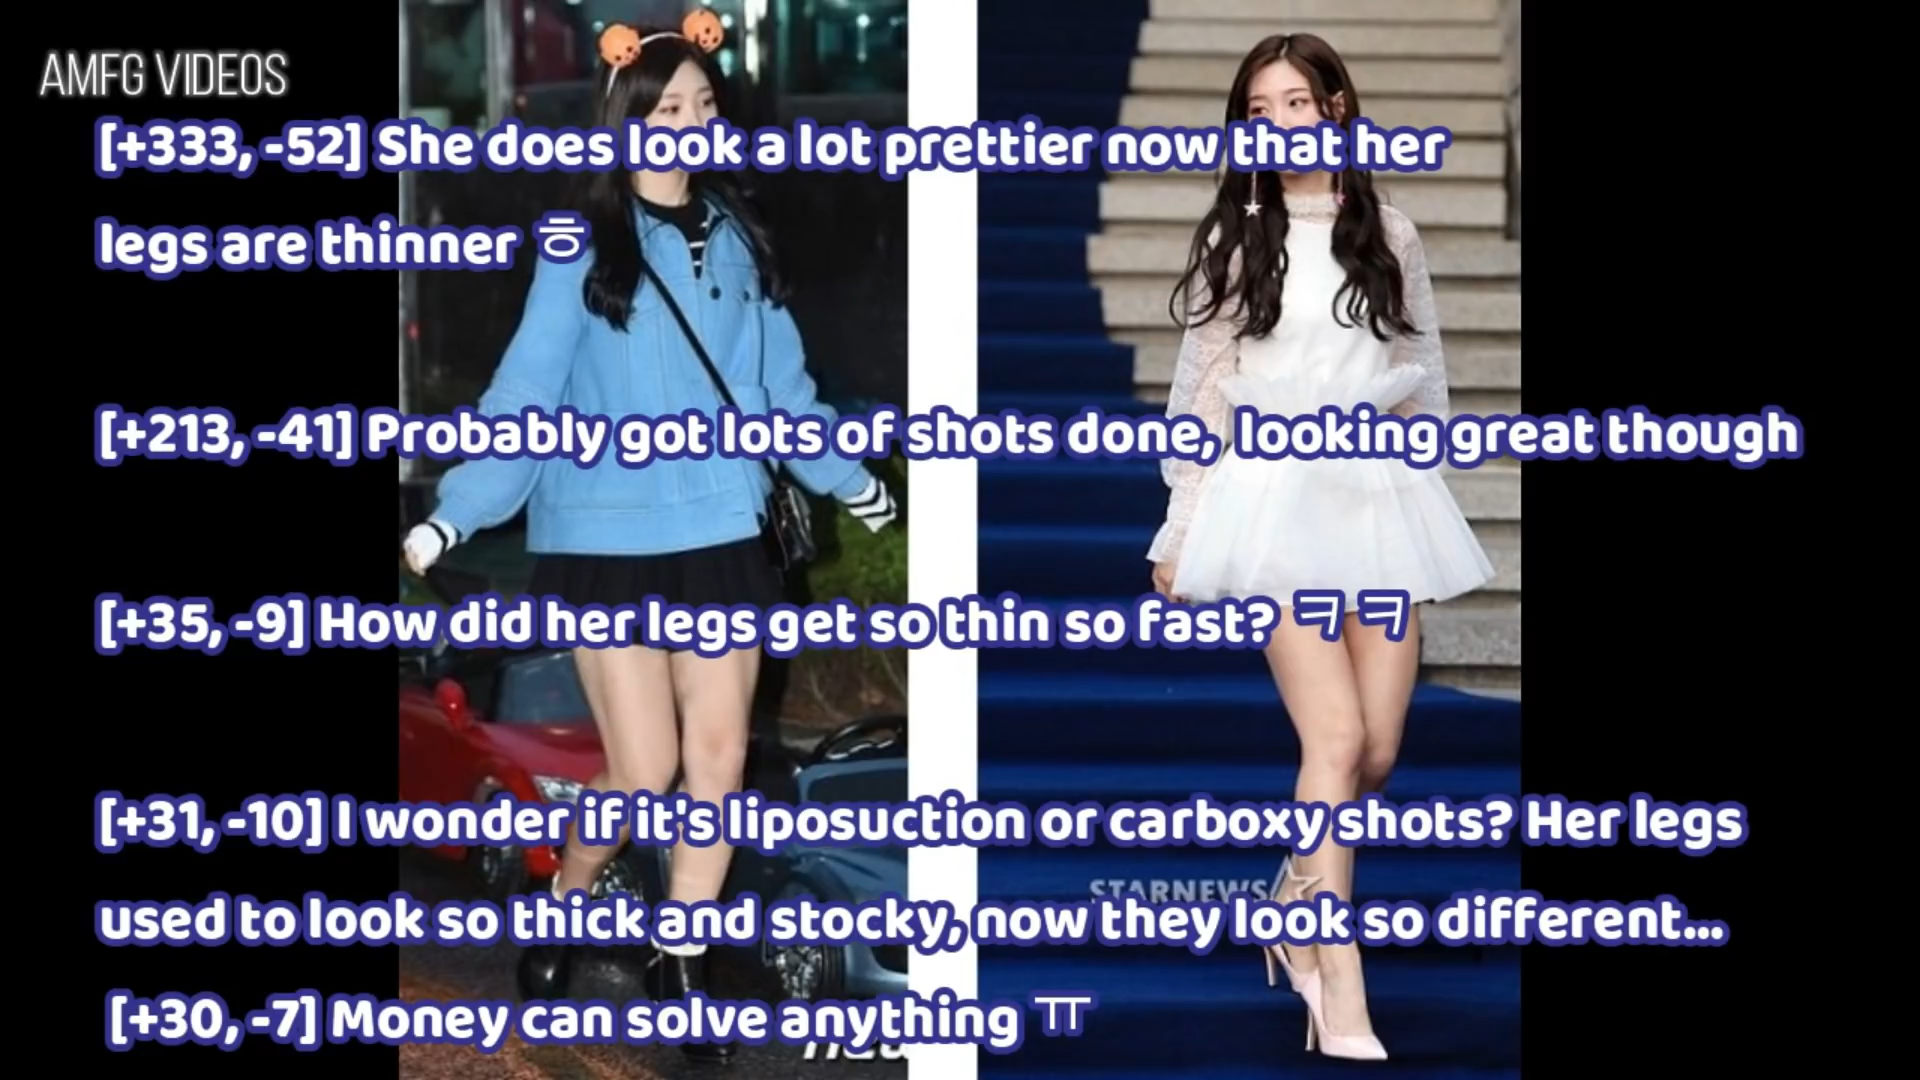 AMFG VIDEOS
[+333, -52] She does look a lot prettier now that her
legs are thinner ㅎ
[+213, -41] Probably got lots of shots done, looking great though
[+35, -9] How did her legs get so thin so fast? ㅋㅋ
[+31, -10] I wonder if it's liposuction or carboxy shots? Her legs
STARNEWS
used to look so thick and stocky, now they look so different...
[+30, -7] Money can solve anything ㅠ